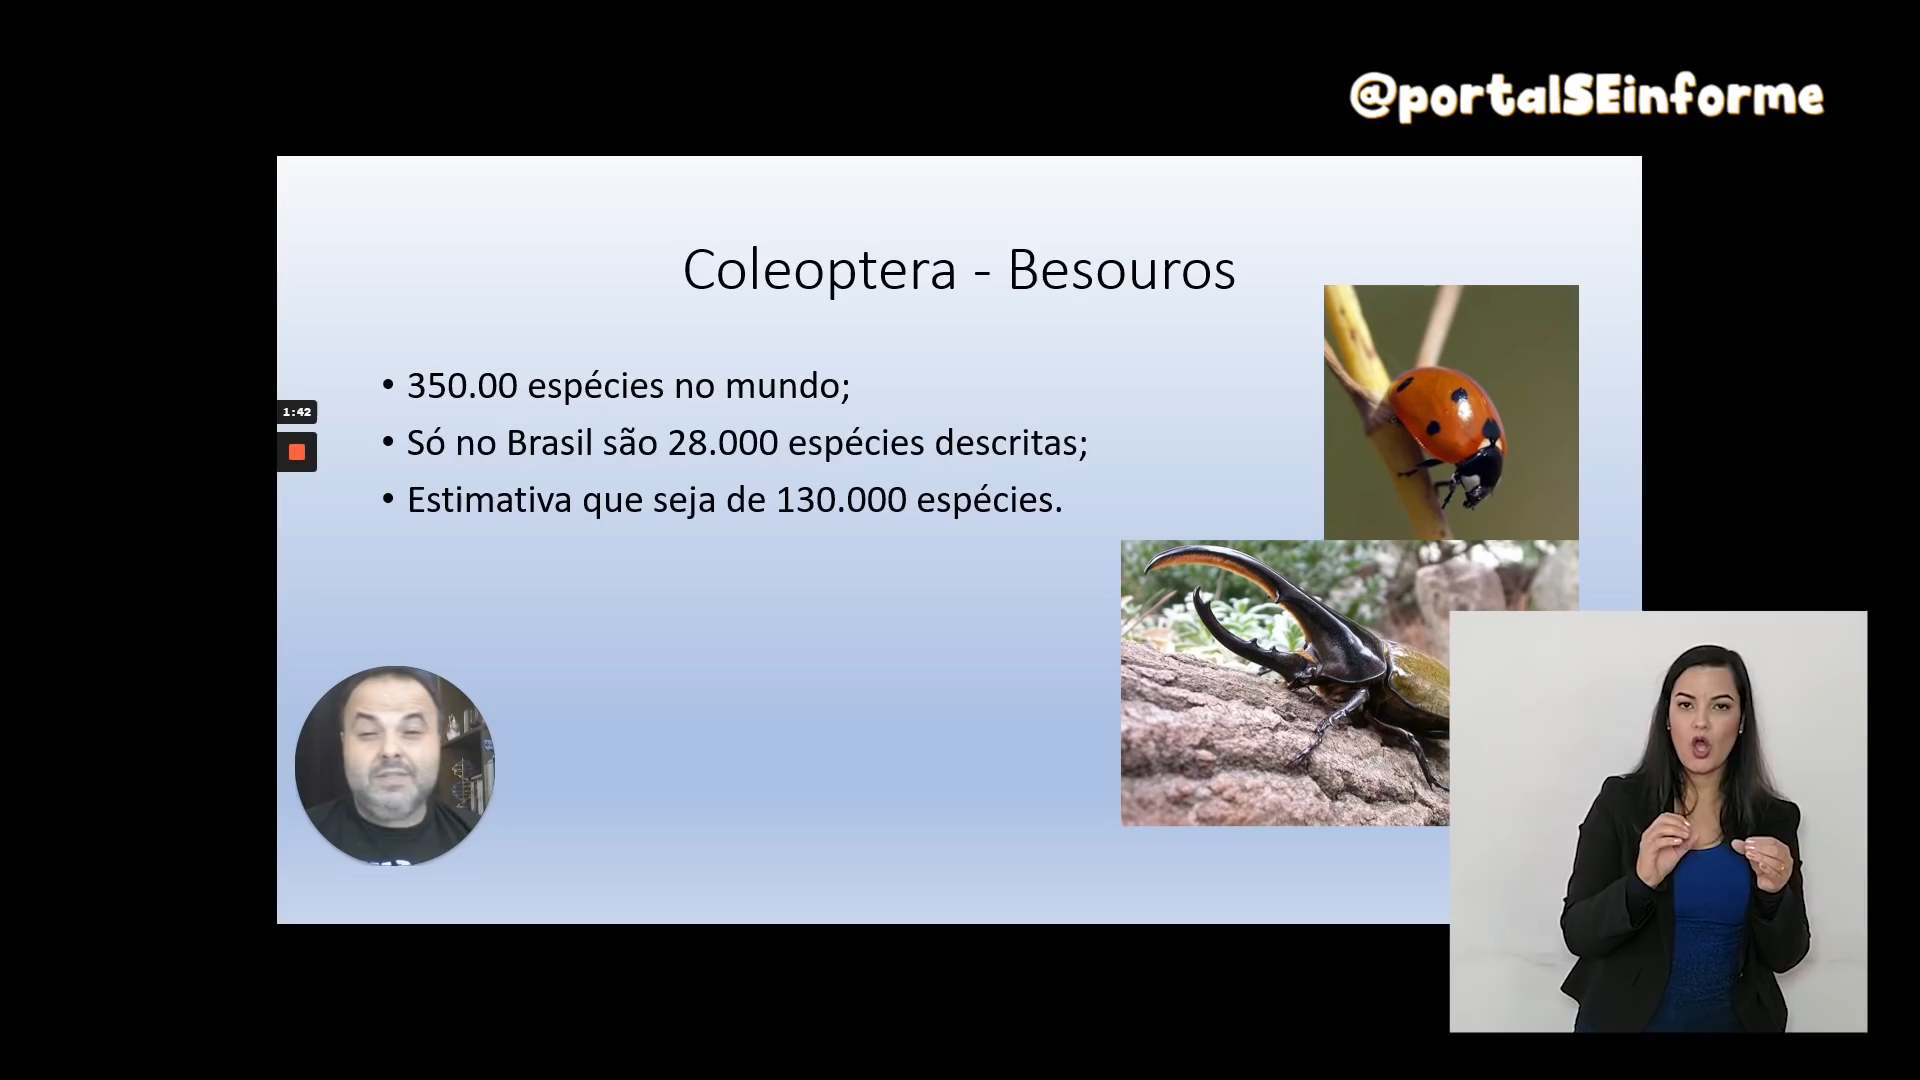 @portalSEinforme
Coleoptera - Besouros
• 350.00 espécies no mundo;
1:42
• Só no Brasil são 28.000 espécies descritas;
• Estimativa que seja de 130.000 espécies.